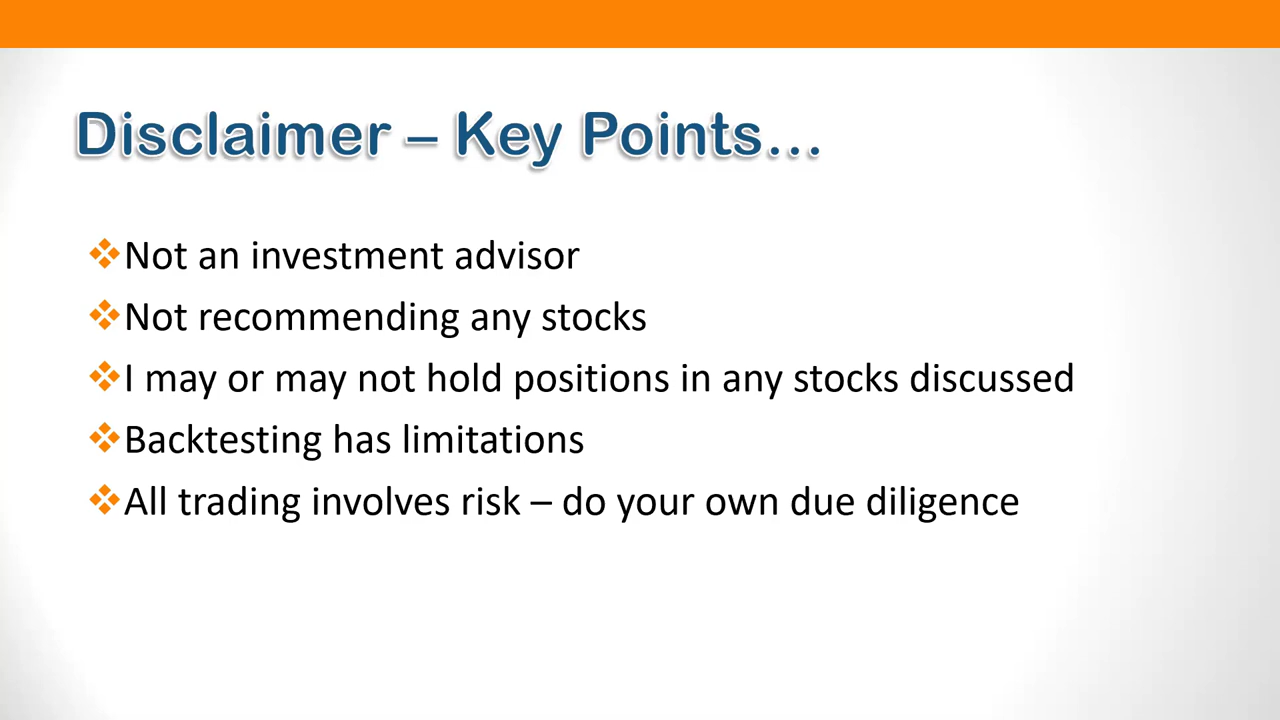 Disclaimer – Key Points...
Not an investment advisor
Not recommending any stocks
I may or may not hold positions in any stocks discussed
Backtesting has limitations
All trading involves risk – do your own due diligence